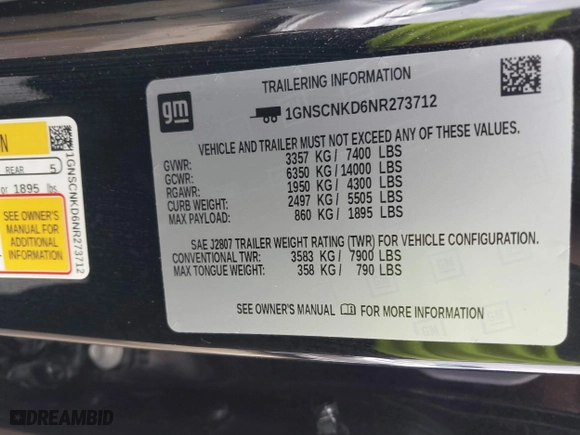 TRAILERING INFORMATION
gm
1GNSCNKD6NR273712
VEHICLE AND TRAILER MUST NOT EXCEED ANY OF THESE VALUES.
GVWR: 3357 KG/ 7400 LBS
GCWR: 6350 KG/ 14000 LBS
RGAWR: 1950 KG/ 4300 LBS
CURB WEIGHT: 2497 KG/ 5505 LBS
MAX PAYLOAD: 860 KG/ 1895 LBS
SAE J2807 TRAILER WEIGHT RATING (TWR) FOR VEHICLE CONFIGURATION.
CONVENTIONAL TWR: 3583 KG/ 7900 LBS
MAX TONGUE WEIGHT: 358 KG/ 790 LBS
SEE OWNER'S MANUAL FOR MORE INFORMATION
REAR 5
or 1895 lbs.
SEE OWNER'S
MANUAL FOR
ADDITIONAL
INFORMATION
1GNSCNKD6NR273712
DREAMBID